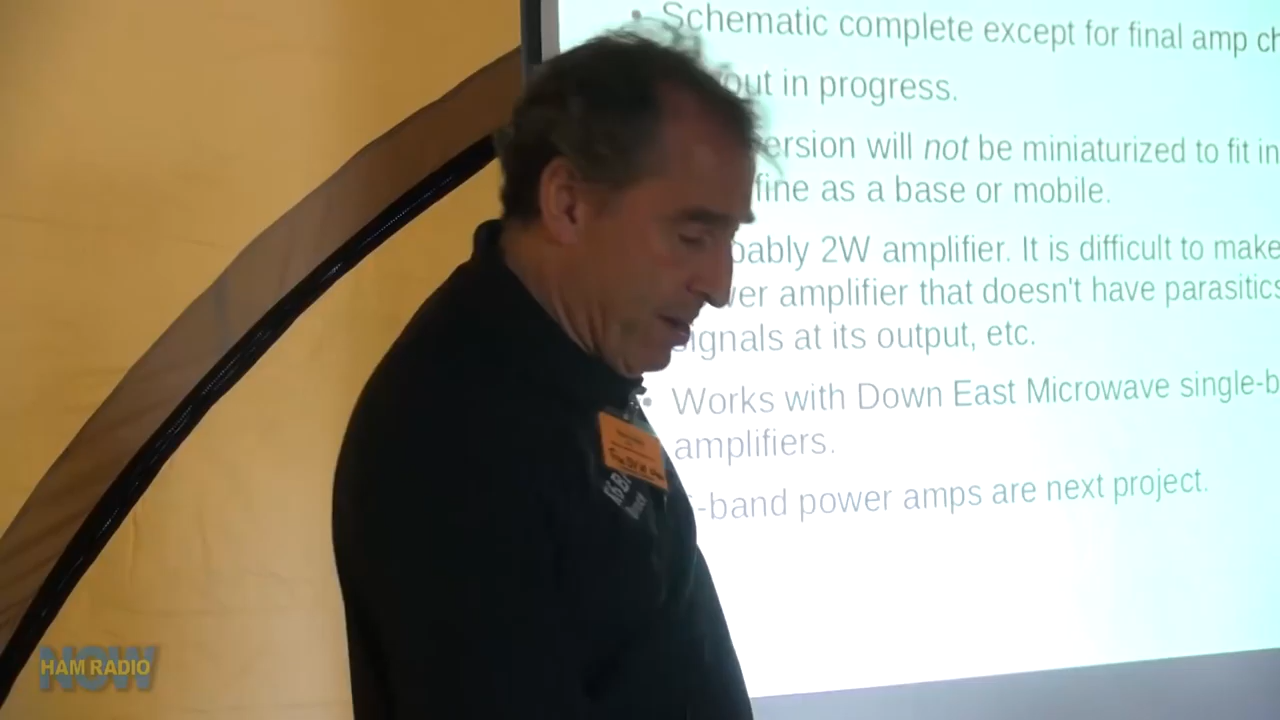 Schematic complete except for final amp ch
out in progress.
ersion will not be miniaturized to fit in
fine as a base or mobile.
bably 2W amplifier. It is difficult to make
ver amplifier that doesn't have parasitics
signals at its output, etc.
Works with Down East Microwave single-b
amplifiers.
-band power amps are next project.
HAM RADIO
NOW